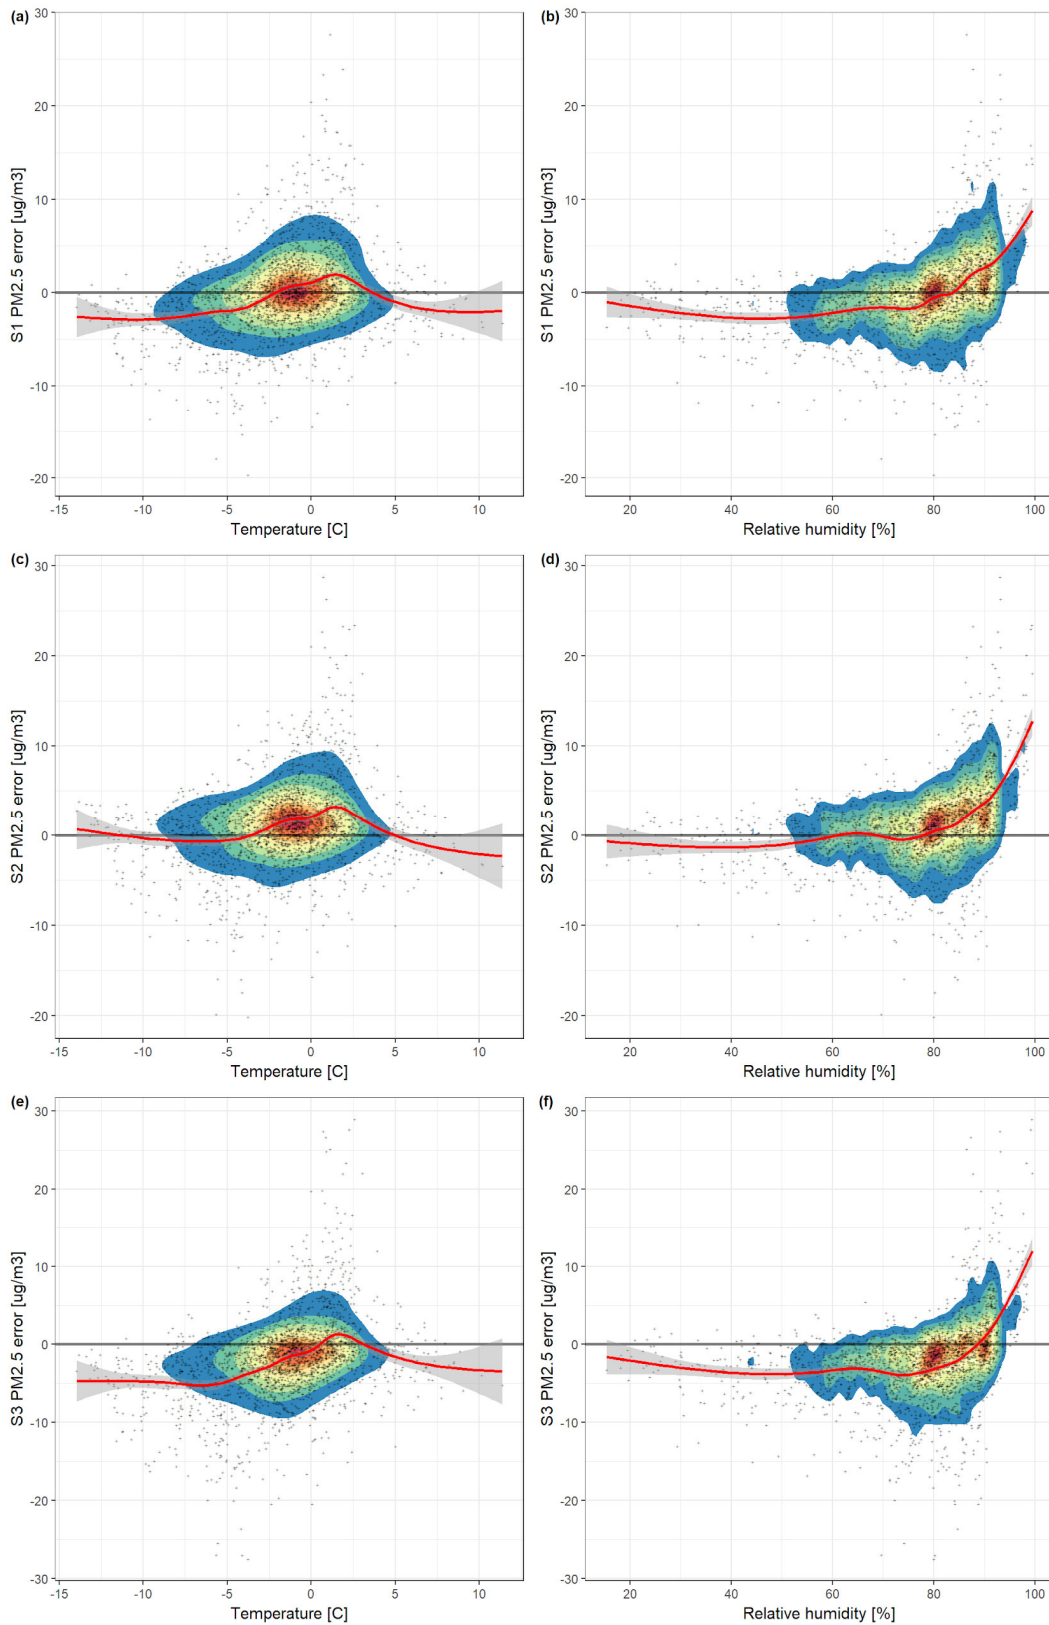 (a)
30
20
10
0
-10
-20
S1 PM2.5 error [ug/m3]
-15 -10 -5 0 5 10
Temperature [C]
(b)
30
20
10
0
-10
-20
S1 PM2.5 error [ug/m3]
20 40 60 80 100
Relative humidity [%]
(c)
30
20
10
0
-10
-20
S2 PM2.5 error [ug/m3]
-15 -10 -5 0 5 10
Temperature [C]
(d)
30
20
10
0
-10
-20
S2 PM2.5 error [ug/m3]
20 40 60 80 100
Relative humidity [%]
(e)
30
20
10
0
-10
-20
-30
S3 PM2.5 error [ug/m3]
-15 -10 -5 0 5 10
Temperature [C]
(f)
30
20
10
0
-10
-20
-30
S3 PM2.5 error [ug/m3]
20 40 60 80 100
Relative humidity [%]